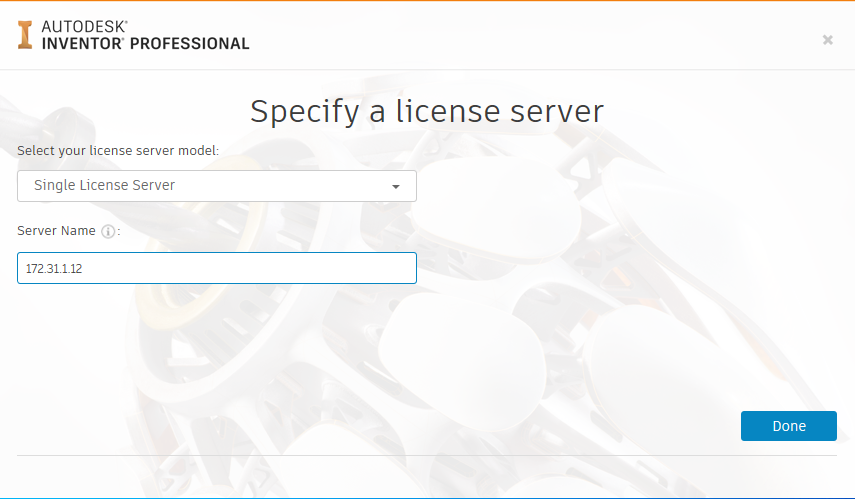 AUTODESK®
INVENTOR® PROFESSIONAL
Specify a license server
Select your license server model:
Single License Server
Server Name ⓘ:
172.31.1.12
Done